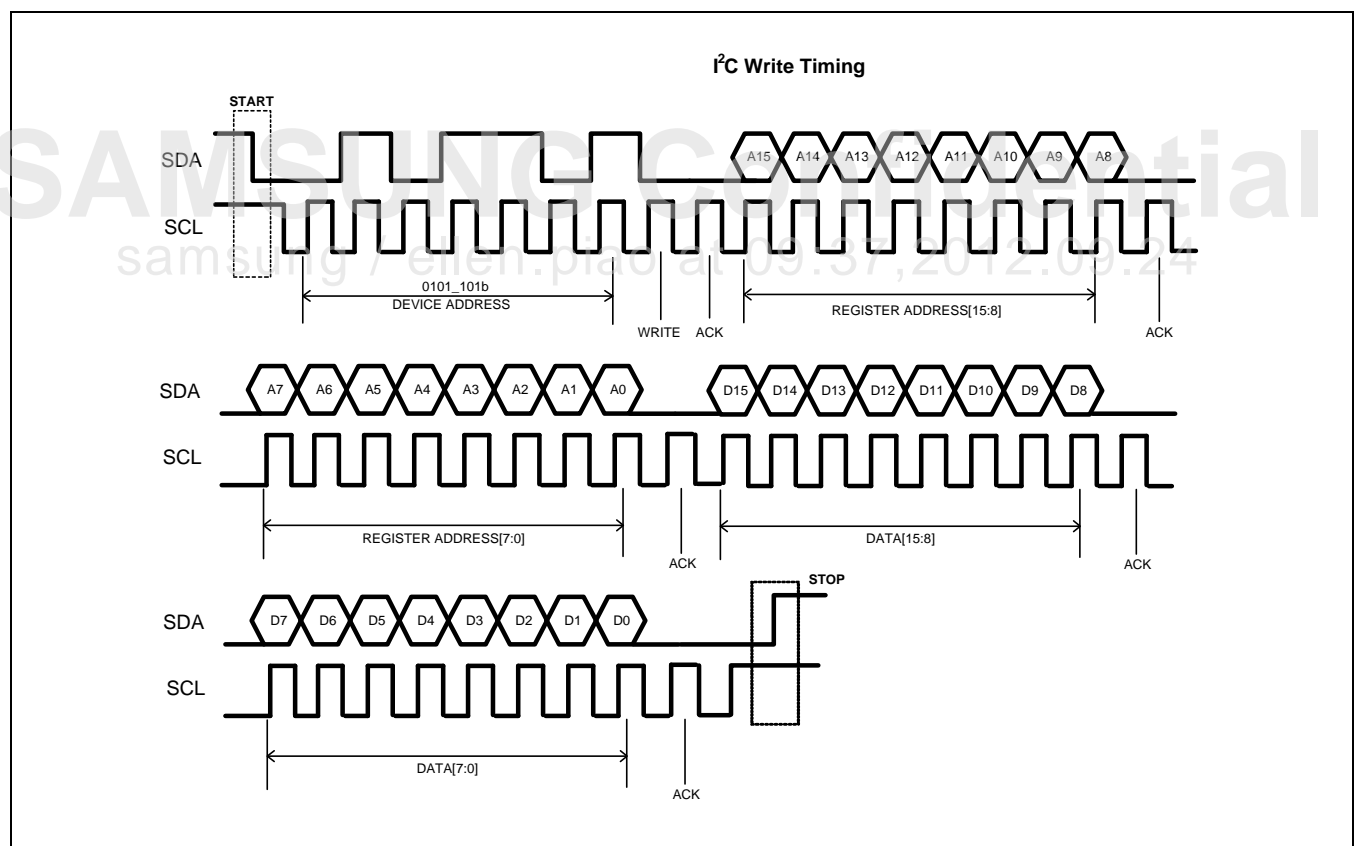 I²C Write Timing
START
SAMSUNG Confidential
samsung / ellen.piao at 09:37,2012.09.24
SDA
A15 A14 A13 A12 A11 A10 A9 A8
SCL
0101_101b
DEVICE ADDRESS
WRITE
ACK
REGISTER ADDRESS[15:8]
ACK
SDA
A7 A6 A5 A4 A3 A2 A1 A0
D15 D14 D13 D12 D11 D10 D9 D8
SCL
REGISTER ADDRESS[7:0]
ACK
DATA[15:8]
ACK
STOP
SDA
D7 D6 D5 D4 D3 D2 D1 D0
SCL
DATA[7:0]
ACK